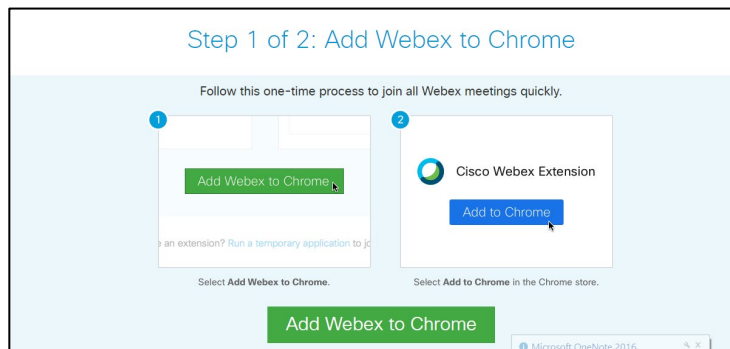 Step 1 of 2: Add Webex to Chrome
Follow this one-time process to join all Webex meetings quickly.
1
Add Webex to Chrome
an extension? Run a temporary application to jo
Select Add Webex to Chrome.
2
Cisco Webex Extension
Add to Chrome
Select Add to Chrome in the Chrome store.
Add Webex to Chrome
Microsoft OneNote 2016